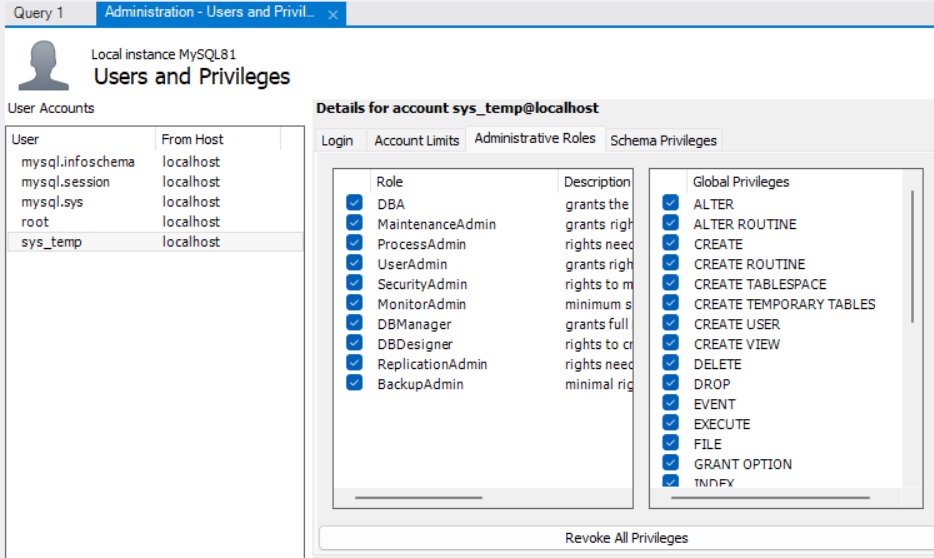 Query 1
Administration - Users and Privil...
Local instance MySQL81
Users and Privileges
User Accounts
User From Host
mysql.infoschema localhost
mysql.session localhost
mysql.sys localhost
root localhost
sys_temp localhost
Details for account sys_temp@localhost
Login Account Limits Administrative Roles Schema Privileges
Role Description
DBA grants the
MaintenanceAdmin grants righ
ProcessAdmin rights need
UserAdmin grants righ
SecurityAdmin rights to m
MonitorAdmin minimum s
DBManager grants full
DBDesigner rights to cr
ReplicationAdmin rights need
BackupAdmin minimal rig
Global Privileges
ALTER
ALTER ROUTINE
CREATE
CREATE ROUTINE
CREATE TABLESPACE
CREATE TEMPORARY TABLES
CREATE USER
CREATE VIEW
DELETE
DROP
EVENT
EXECUTE
FILE
GRANT OPTION
INDEX
Revoke All Privileges